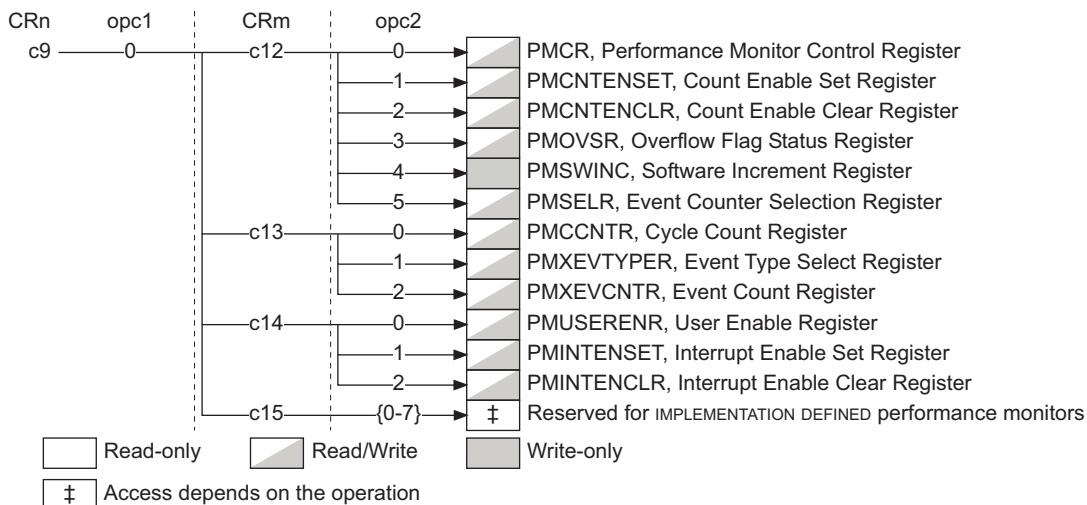 CRn opc1 CRm opc2
c9 0 c12 0 PMCR, Performance Monitor Control Register
1 PMCNTENSET, Count Enable Set Register
2 PMCNTENCLR, Count Enable Clear Register
3 PMOVSR, Overflow Flag Status Register
4 PMSWINC, Software Increment Register
5 PMSELR, Event Counter Selection Register
c13 0 PMCCNTR, Cycle Count Register
1 PMXEVTYPER, Event Type Select Register
2 PMXEVCNTR, Event Count Register
c14 0 PMUSERENR, User Enable Register
1 PMINTENSET, Interrupt Enable Set Register
2 PMINTENCLR, Interrupt Enable Clear Register
c15 {0-7} ‡ Reserved for IMPLEMENTATION DEFINED performance monitors
Read-only Read/Write Write-only
‡ Access depends on the operation